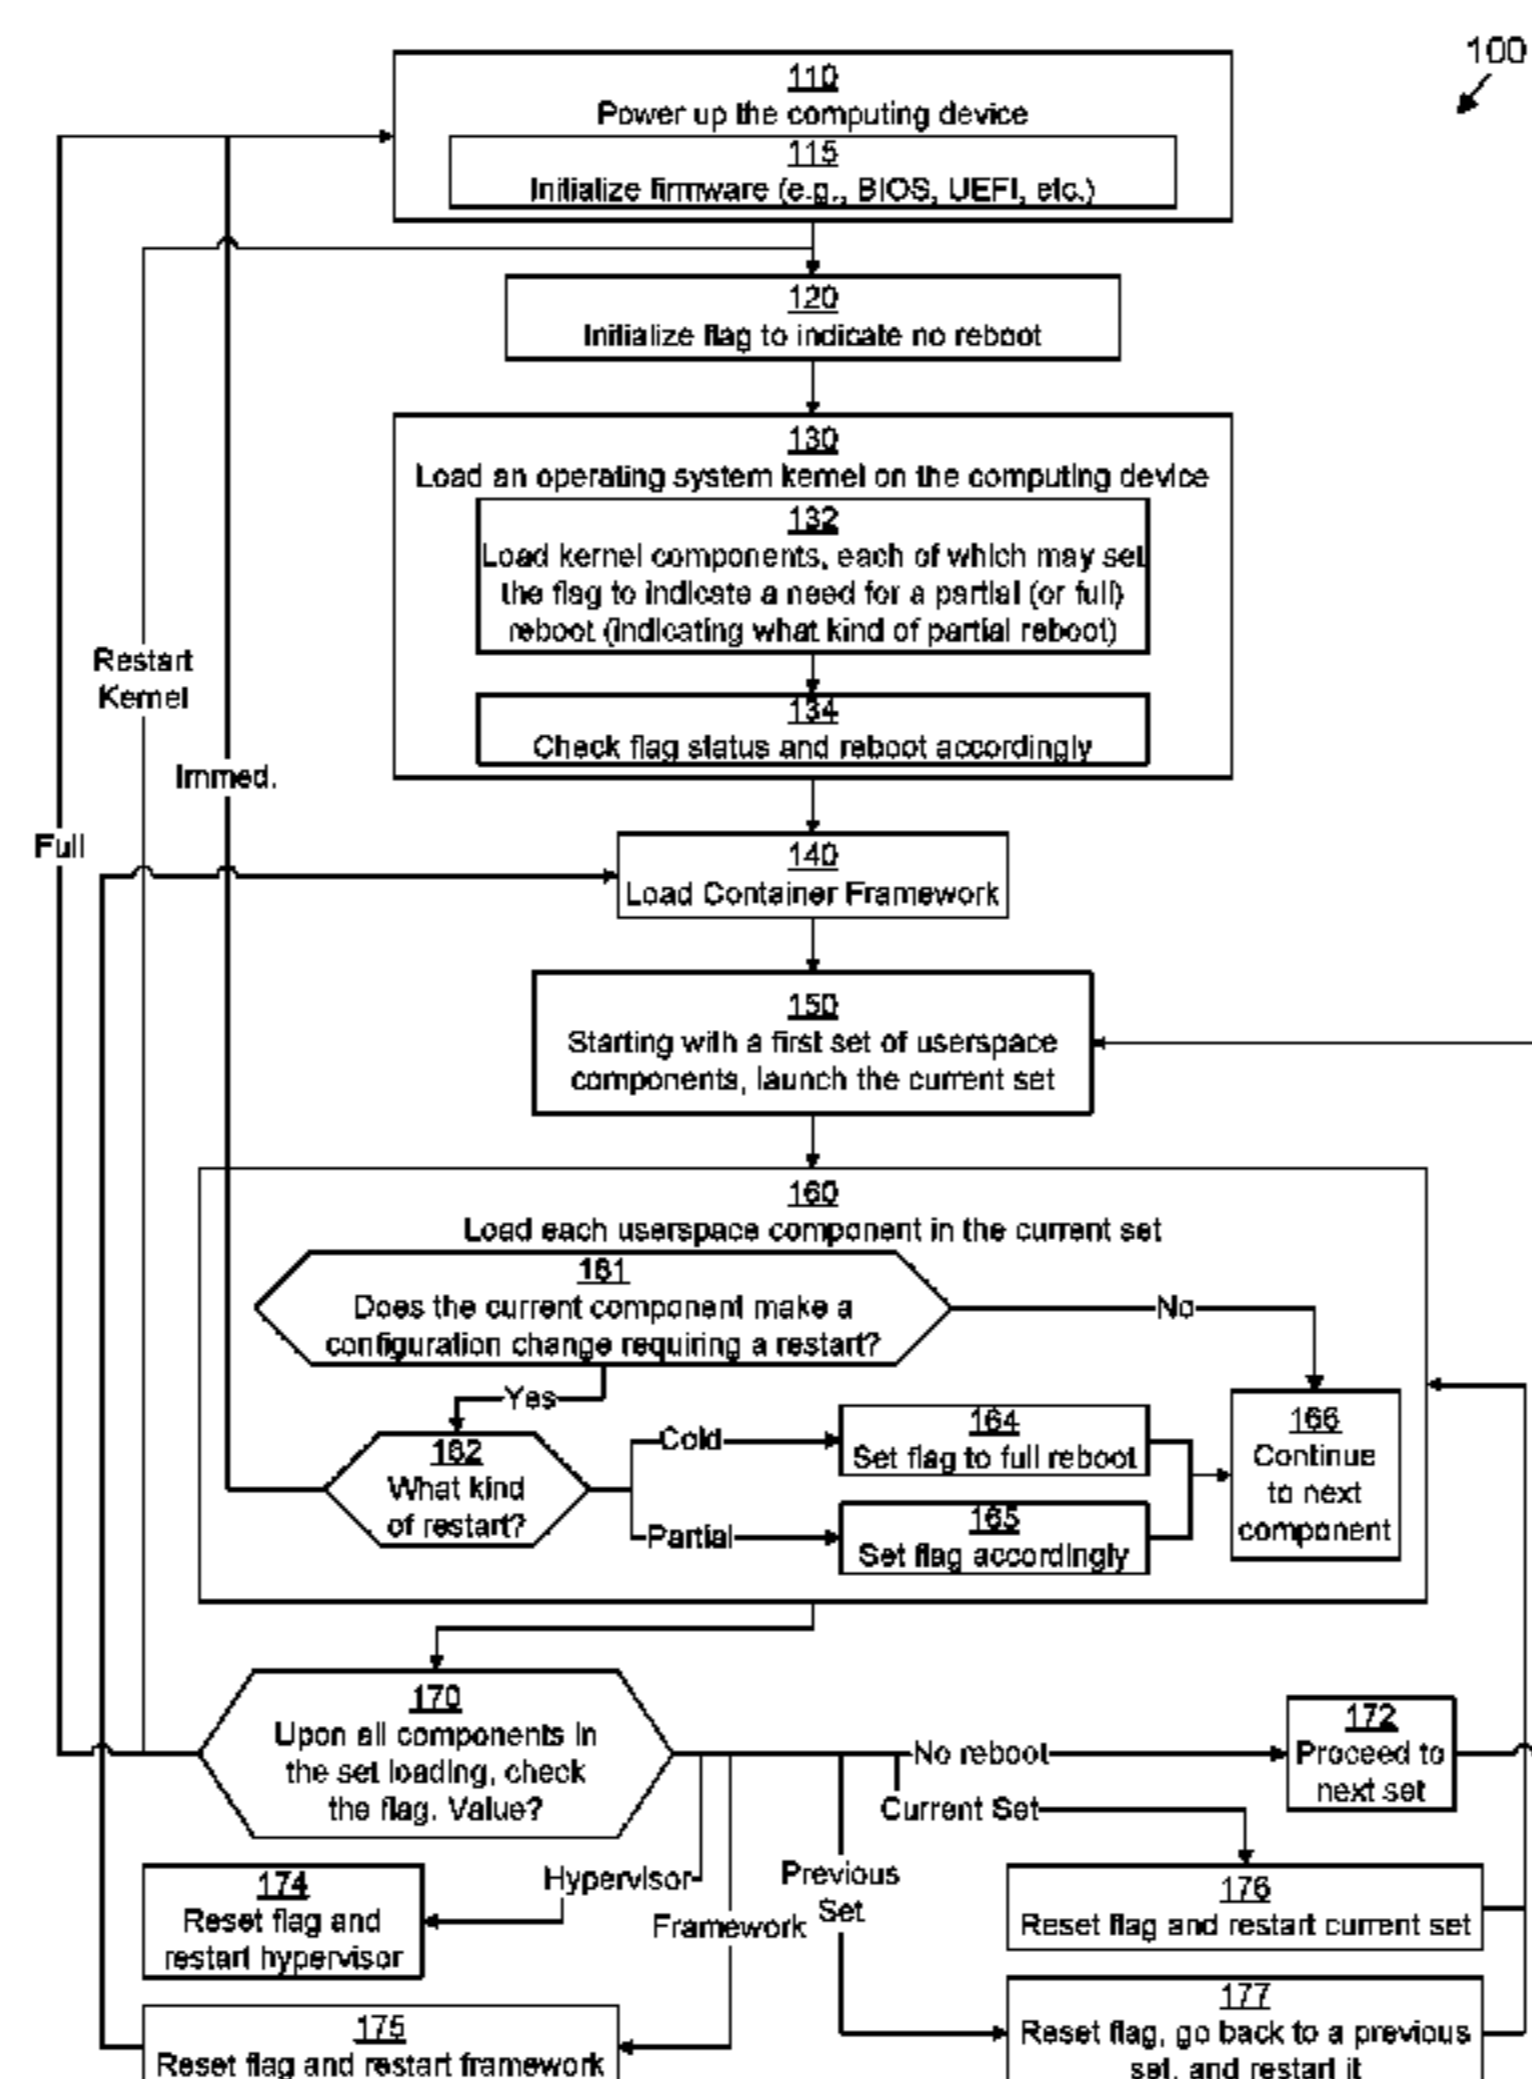 100
110
Power up the computing device
115
Initialize firmware (e.g., BIOS, UEFI, etc.)
120
Initialize flag to indicate no reboot
130
Load an operating system kernel on the computing device
132
Load kernel components, each of which may set
the flag to indicate a need for a partial (or full)
reboot (indicating what kind of partial reboot)
134
Check flag status and reboot accordingly
Restart
Kernel
Immed.
Full
140
Load Container Framework
150
Starting with a first set of userspace
components, launch the current set
160
Load each userspace component in the current set
161
Does the current component make a
configuration change requiring a restart?
No
Yes
162
What kind
of restart?
Cold
164
Set flag to full reboot
Partial
165
Set flag accordingly
166
Continue
to next
component
170
Upon all components in
the set loading, check
the flag. Value?
No reboot
172
Proceed to
next set
Current Set
Hypervisor
174
Reset flag and
restart hypervisor
Framework
Previous
Set
176
Reset flag and restart current set
175
Reset flag and restart framework
177
Reset flag, go back to a previous
set, and restart it